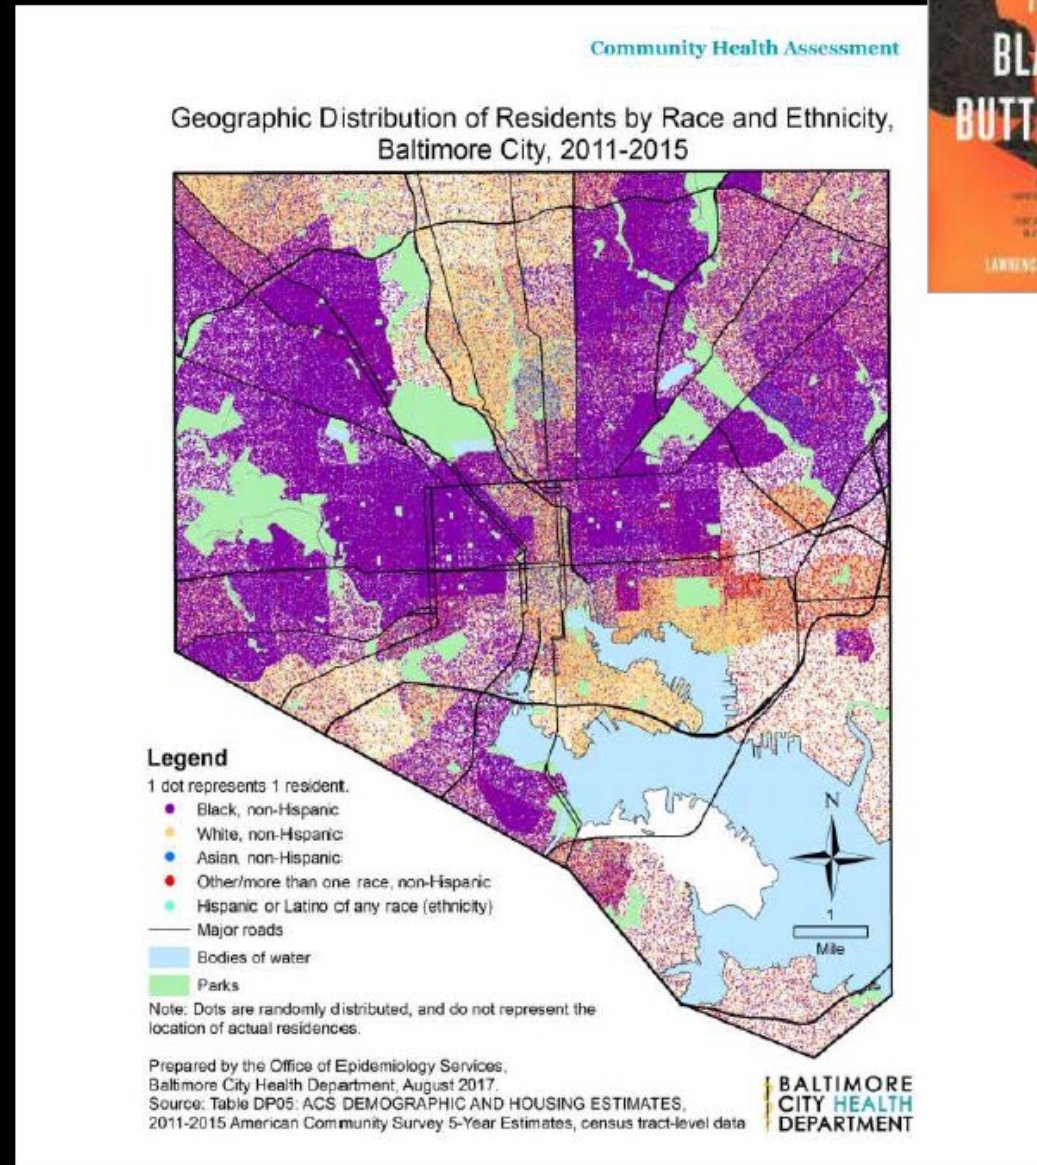 Community Health Assessment
BLA
BUTT
LAWRENC
Geographic Distribution of Residents by Race and Ethnicity,
Baltimore City, 2011-2015
Legend
1 dot represents 1 resident.
Black, non-Hispanic
White, non-Hispanic
Asian, non-Hispanic
Other/more than one race, non-Hispanic
Hispanic or Latino of any race (ethnicity)
Major roads
Bodies of water
Parks
N
1
Mile
Note: Dots are randomly distributed, and do not represent the
location of actual residences.
Prepared by the Office of Epidemiology Services,
Baltimore City Health Department, August 2017.
Source: Table DP05: ACS DEMOGRAPHIC AND HOUSING ESTIMATES,
2011-2015 American Community Survey 5-Year Estimates, census tract-level data
BALTIMORE
CITY HEALTH
DEPARTMENT